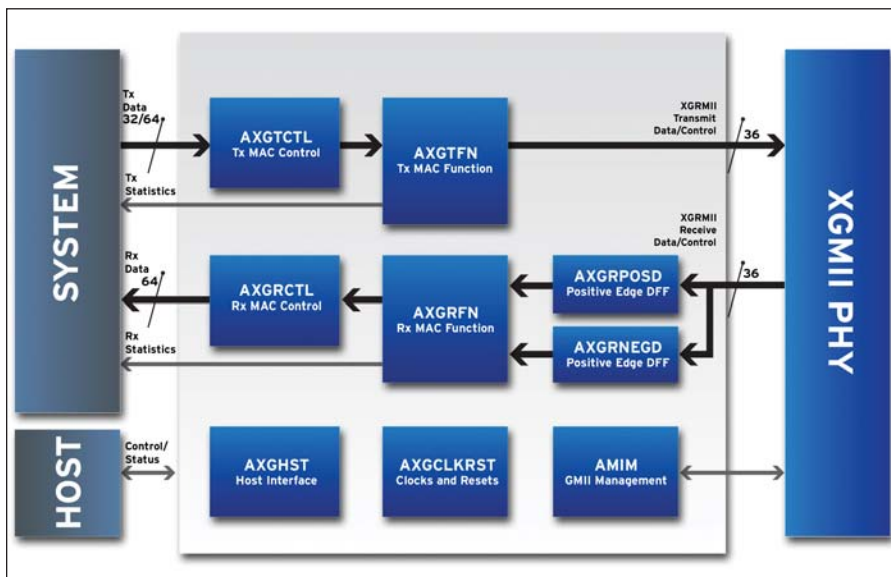 SYSTEM
Tx
Data
32/64
AXGTCTL
Tx MAC Control
AXGTFN
Tx MAC Function
XGRMII
Transmit
Data/Control
36
Tx
Statistics
XGRMII
Receive
Data/Control
36
Rx
Data
64
AXGRCTL
Rx MAC Control
AXGRFN
Rx MAC Function
AXGRPOSD
Positive Edge DFF
AXGRNEGD
Positive Edge DFF
Rx
Statistics
XGMII PHY
HOST
Control/
Status
AXGHST
Host Interface
AXGCLKRST
Clocks and Resets
AMIM
GMII Management